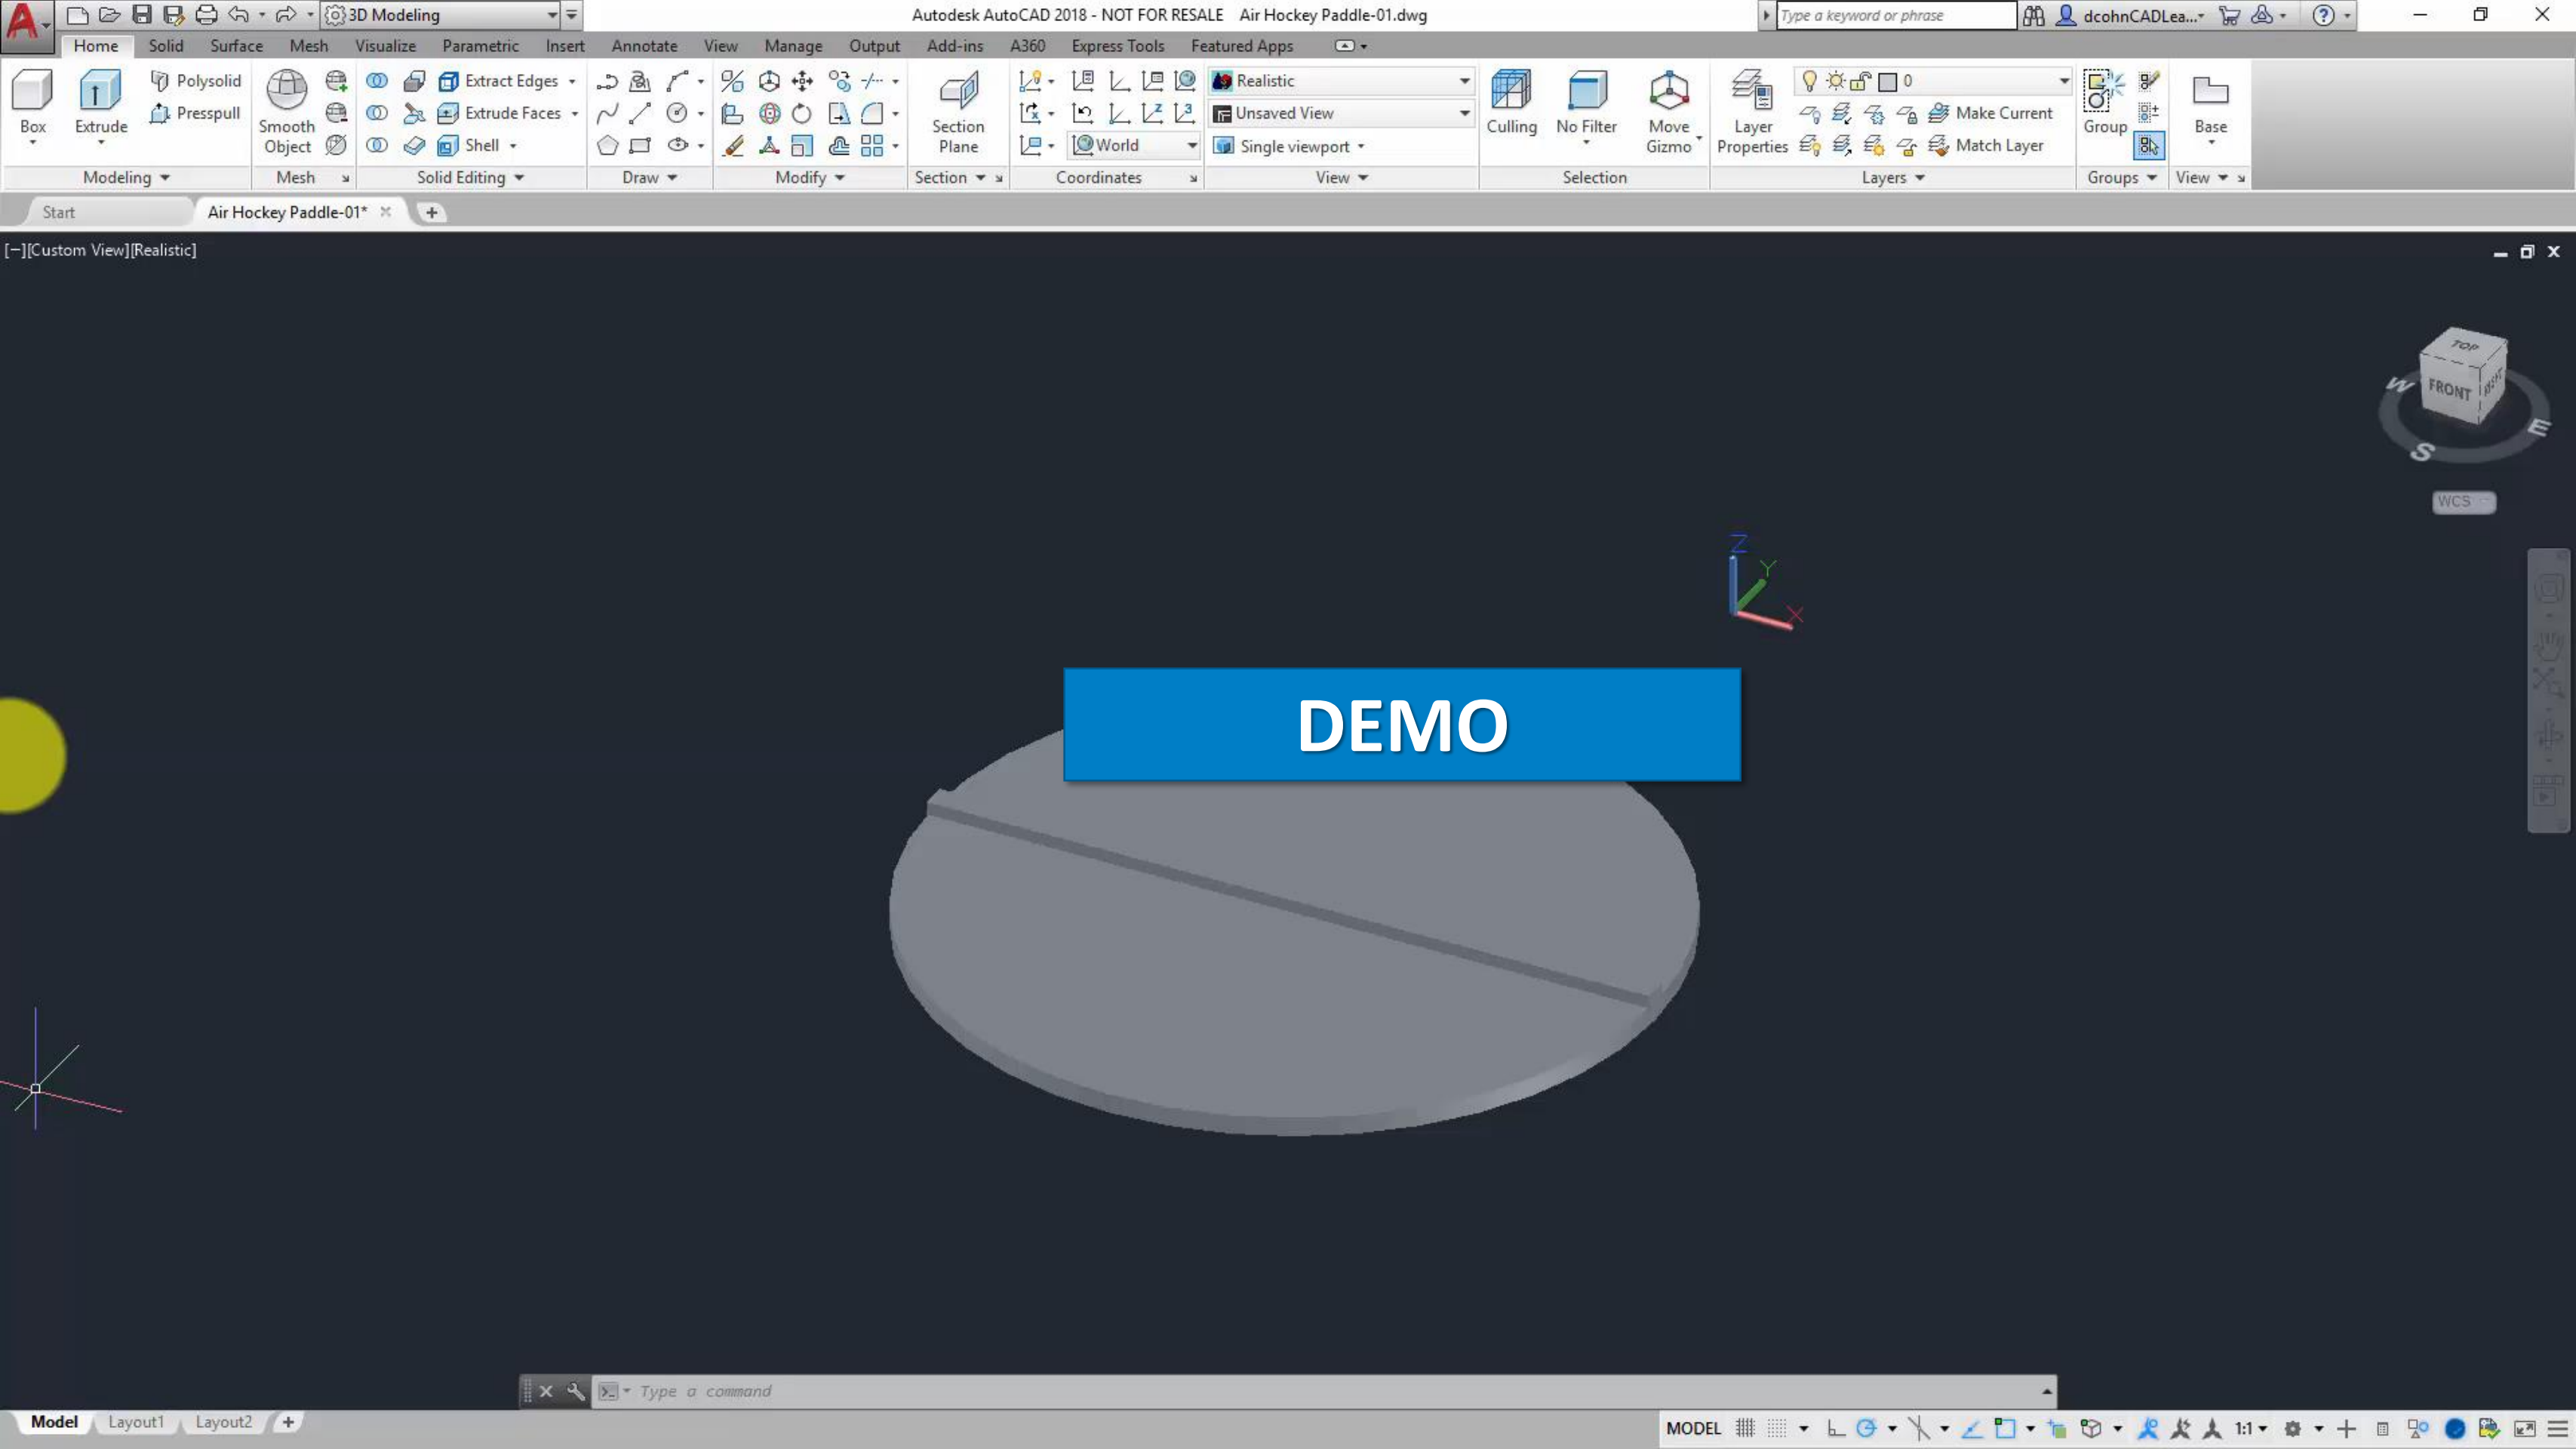 3D Modeling Autodesk AutoCAD 2018 - NOT FOR RESALE Air Hockey Paddle-01.dwg Type a keyword or phrase dcohnCADLea...
Home Solid Surface Mesh Visualize Parametric Insert Annotate View Manage Output Add-ins A360 Express Tools Featured Apps
Polysolid Extract Edges Realistic 0
Presspull Extrude Faces Unsaved View Make Current
Box Extrude Smooth Object Shell Section Plane World Single viewport Culling No Filter Move Gizmo Layer Properties Match Layer Group Base
Modeling Mesh Solid Editing Draw Modify Section Coordinates View Selection Layers Groups View
Start Air Hockey Paddle-01*
[−][Custom View][Realistic]
TOP
W FRONT
E
S
WCS
Z
Y
X
DEMO
Type a command
Model Layout1 Layout2
MODEL 1:1